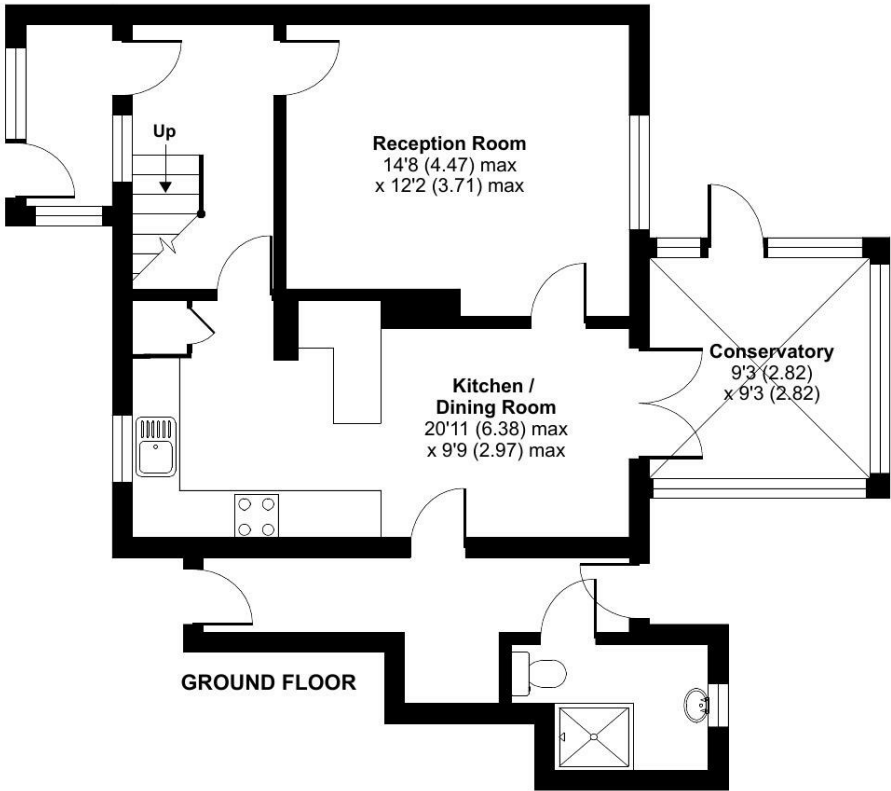 Up
Reception Room
14'8 (4.47) max
x 12'2 (3.71) max
Conservatory
9'3 (2.82)
x 9'3 (2.82)
Kitchen /
Dining Room
20'11 (6.38) max
x 9'9 (2.97) max
GROUND FLOOR